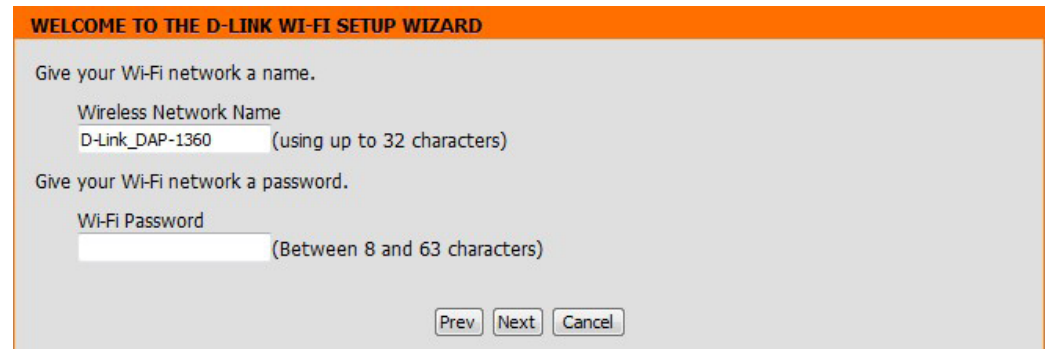 WELCOME TO THE D-LINK WI-FI SETUP WIZARD
Give your Wi-Fi network a name.
Wireless Network Name
D-Link_DAP-1360 (using up to 32 characters)
Give your Wi-Fi network a password.
Wi-Fi Password
(Between 8 and 63 characters)
Prev Next Cancel